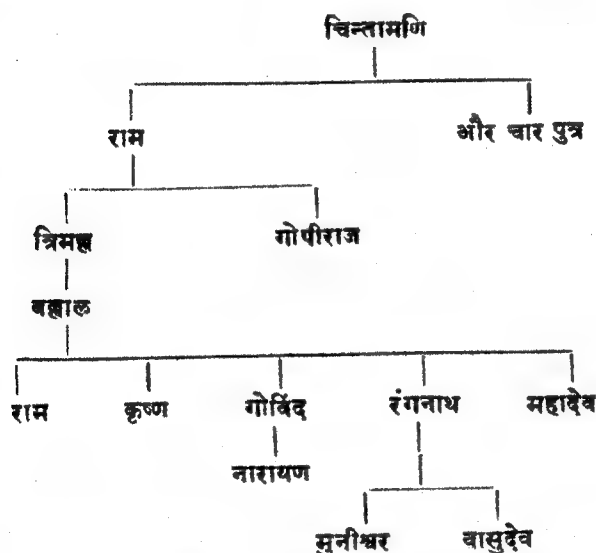 चिन्तामणि
राम और चार पुत्र
त्रिमल्ल गोपीराज
बल्लाल
राम कृष्ण गोविंद रंगनाथ महादेव
नारायण
मुनीश्वर वासुदेव